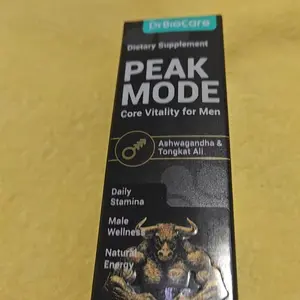 DrBioCare
Dietary Supplement
PEAK
MODE
Core Vitality for Men
Ashwagandha &
Tongkat Ali
Daily
Stamina
Male
Wellness
Natural
Energy